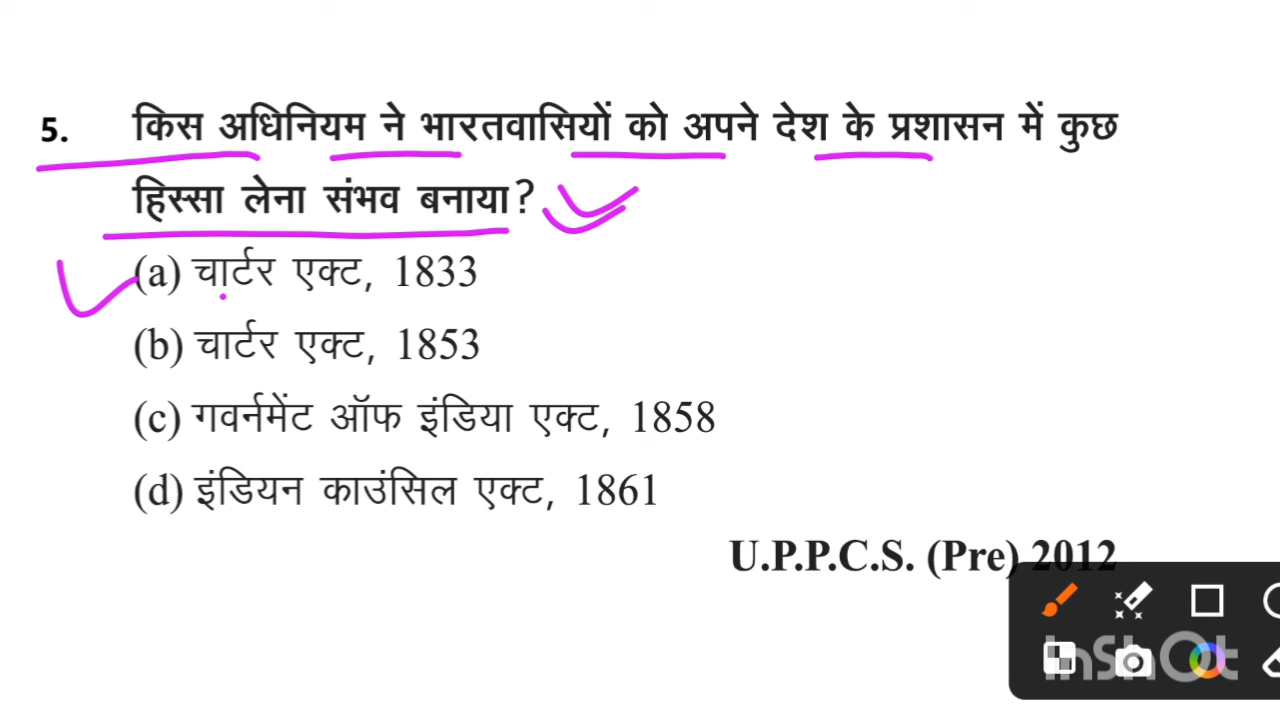 5. किस अधिनियम ने भारतवासियों को अपने देश के प्रशासन में कुछ
हिस्सा लेना संभव बनाया?
(a) चार्टर एक्ट, 1833
(b) चार्टर एक्ट, 1853
(c) गवर्नमेंट ऑफ इंडिया एक्ट, 1858
(d) इंडियन काउंसिल एक्ट, 1861
U.P.P.C.S. (Pre) 2012
InShOt